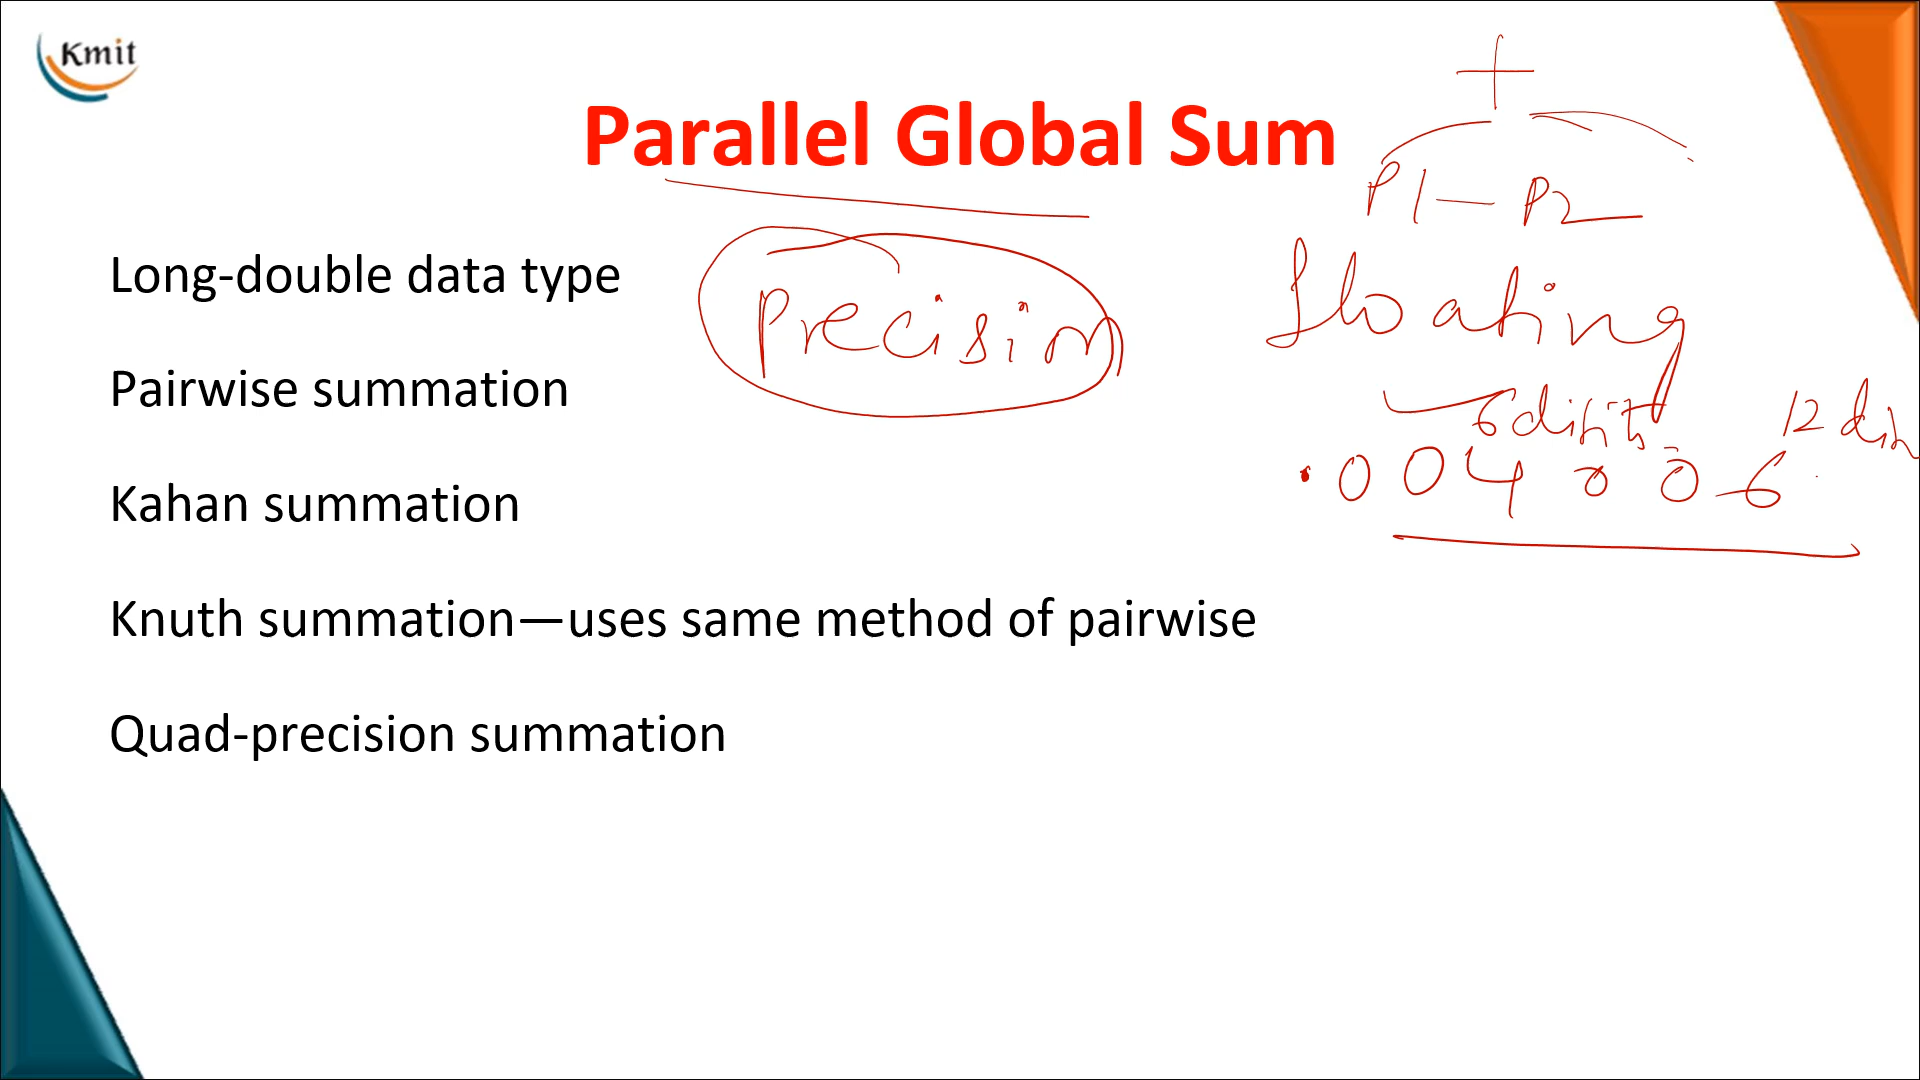 Kmit
+
Parallel Global Sum
P1 - P2
Long-double data type
Precision
floating
Pairwise summation
6 digits
12
.004006
Kahan summation
Knuth summation—uses same method of pairwise
Quad-precision summation